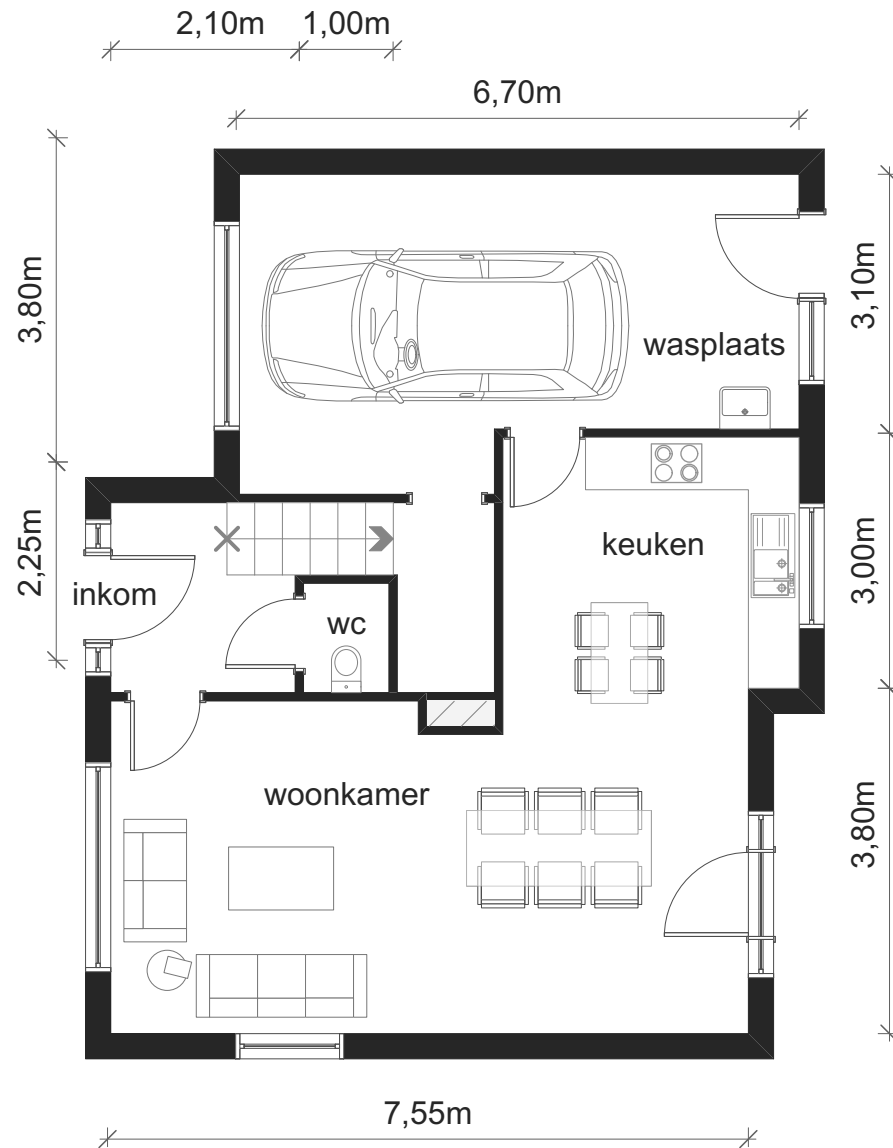 2,10m 1,00m
6,70m
3,80m
3,10m
wasplaats
2,25m
keuken
3,00m
inkom
wc
woonkamer
3,80m
7,55m